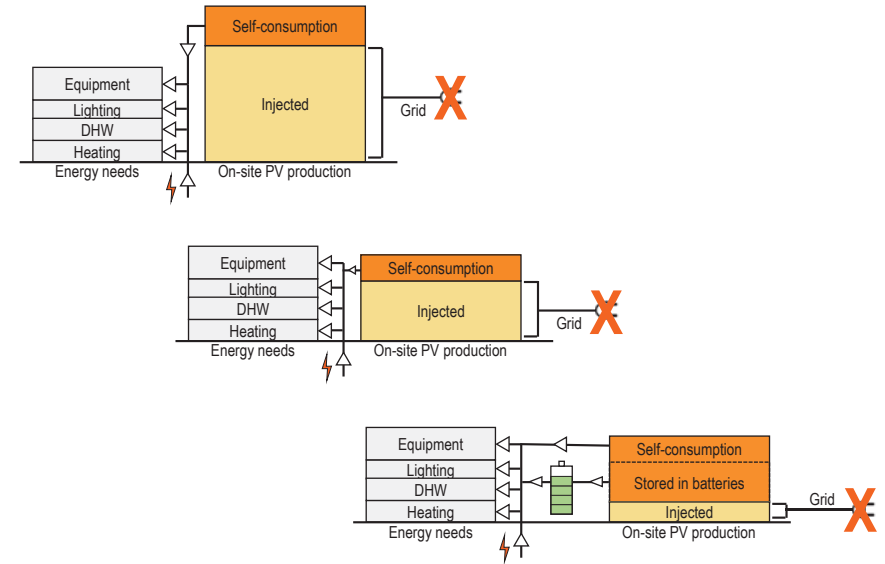 Self-consumption
Equipment
Injected
Grid
Lighting
DHW
Heating
Energy needs
On-site PV production
Equipment
Self-consumption
Lighting
DHW
Injected
Grid
Heating
Energy needs
On-site PV production
Equipment
Self-consumption
Lighting
Stored in batteries
DHW
Grid
Heating
Injected
Energy needs
On-site PV production